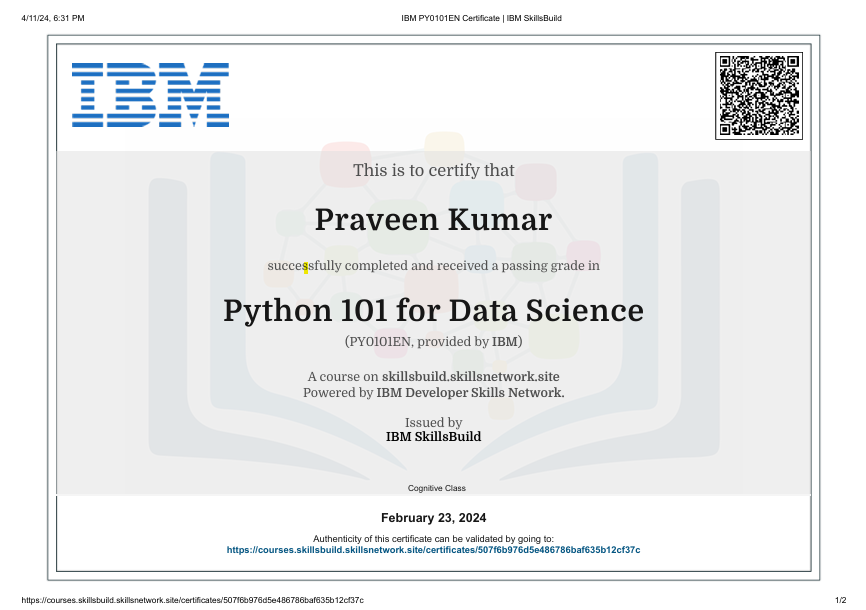 4/11/24, 6:31 PM
IBM PY0101EN Certificate | IBM SkillsBuild
IBM
This is to certify that
Praveen Kumar
successfully completed and received a passing grade in
Python 101 for Data Science
(PY0101EN, provided by IBM)
A course on skillsbuild.skillsnetwork.site
Powered by IBM Developer Skills Network.
Issued by
IBM SkillsBuild
Cognitive Class
February 23, 2024
Authenticity of this certificate can be validated by going to:
https://courses.skillsbuild.skillsnetwork.site/certificates/507f6b976d5e486786baf635b12cf37c
https://courses.skillsbuild.skillsnetwork.site/certificates/507f6b976d5e486786baf635b12cf37c
1/2